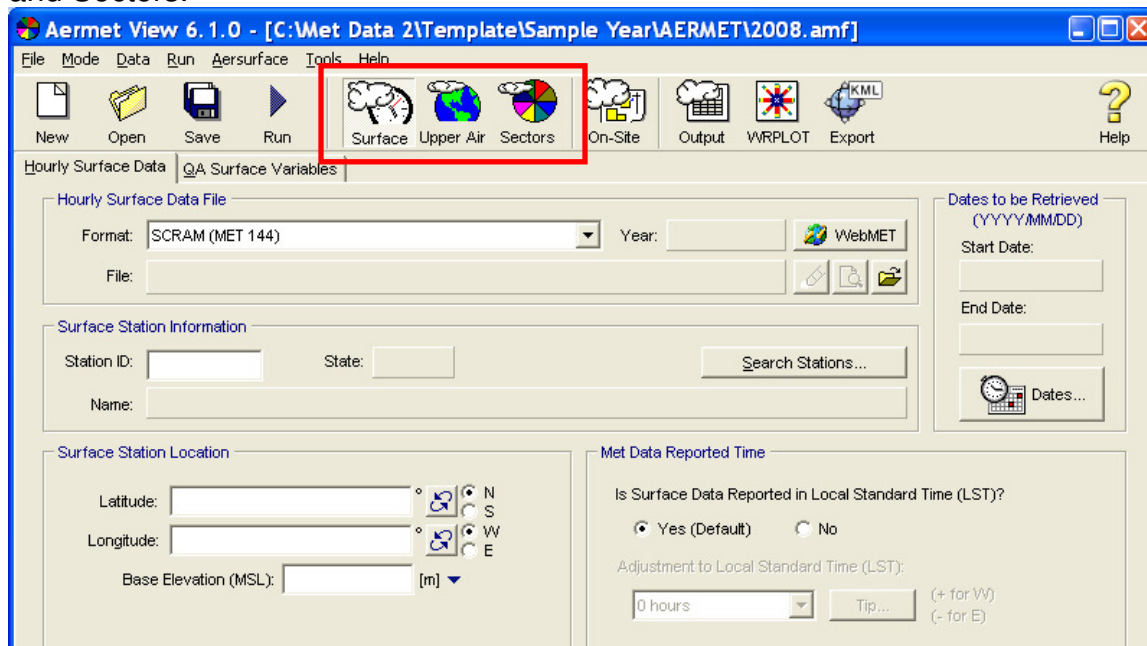 and Sectors.
Aermet View 6.1.0 - [C:\Met Data 2\Template\Sample Year\AERMET\2008.amf]
File Mode Data Run Aersurface Tools Help
KML
New Open Save Run Surface Upper Air Sectors On-Site Output WRPLOT Export Help
Hourly Surface Data QA Surface Variables
Hourly Surface Data File
Format: SCRAM (MET 144) Year: WebMET
File:
Dates to be Retrieved
(YYYY/MM/DD)
Start Date:
End Date:
Dates...
Surface Station Information
Station ID: State: Search Stations...
Name:
Surface Station Location
Latitude: ° N
S
Longitude: ° W
E
Base Elevation (MSL): [m]
Met Data Reported Time
Is Surface Data Reported in Local Standard Time (LST)?
Yes (Default) No
Adjustment to Local Standard Time (LST):
0 hours Tip... (+ for W)
(- for E)